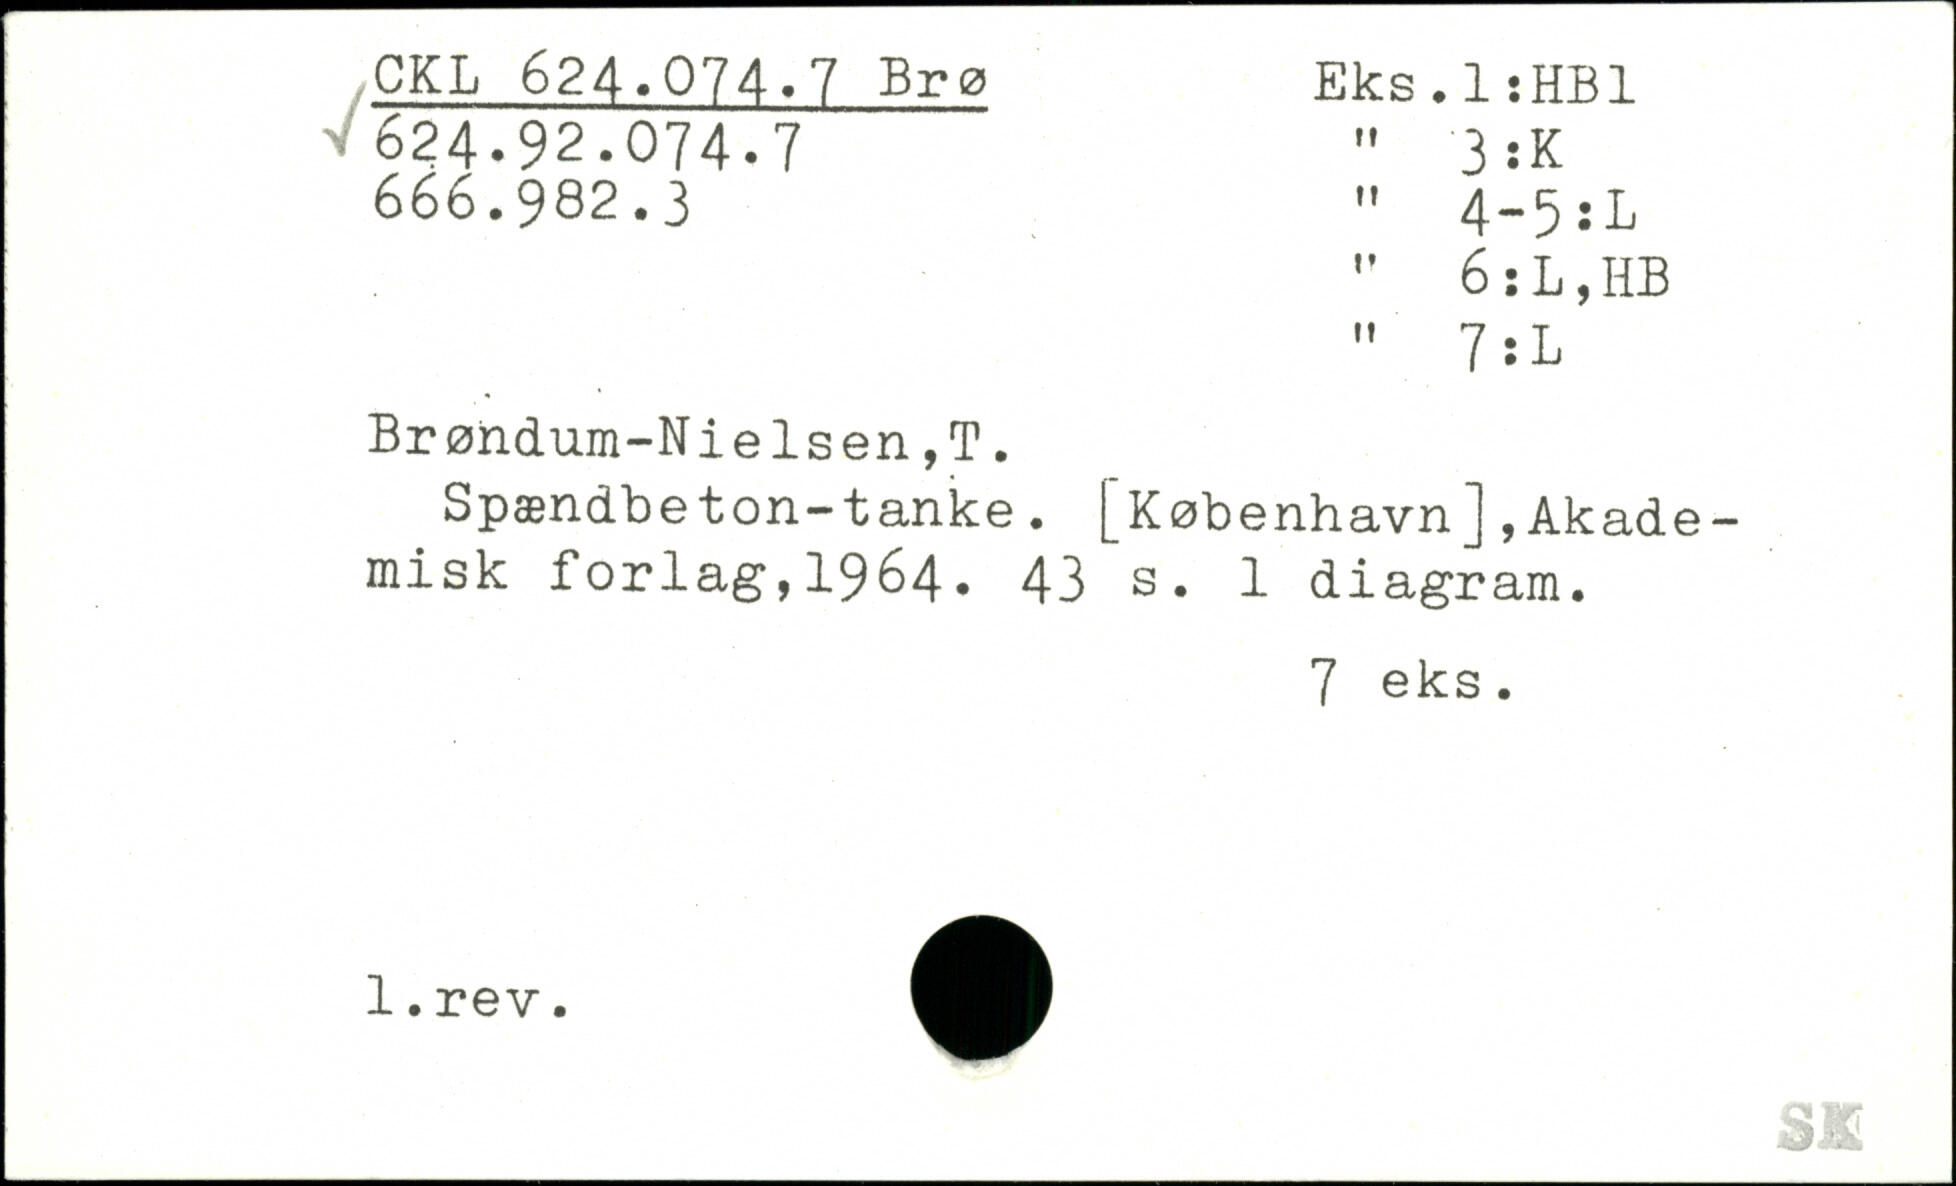 CKL 624.074.7 Brø
Eks.1:HB1
√ 624.92.074.7
" 3:K
666.982.3
" 4-5:L
" 6:L,HB
" 7:L
Brøndum-Nielsen,T.
Spændbeton-tanke. [København],Akade-
misk forlag,1964. 43 s. 1 diagram.
7 eks.
1.rev.
SK